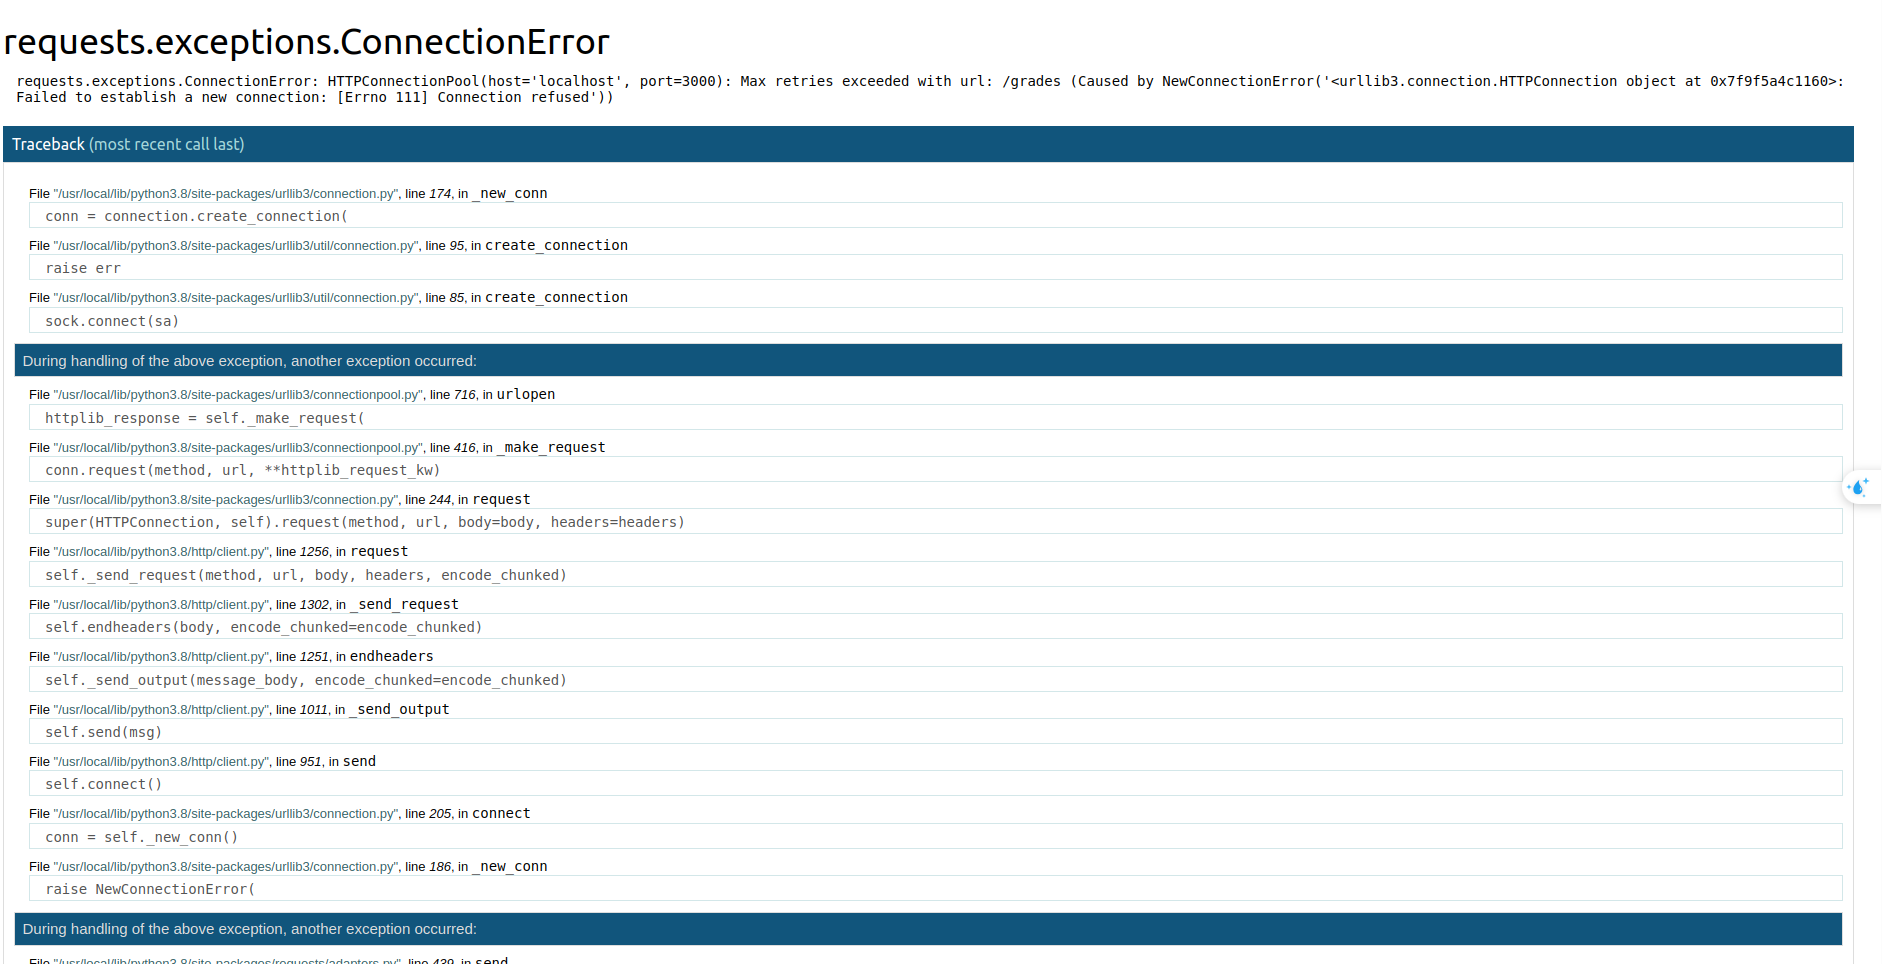 requests.exceptions.ConnectionError
requests.exceptions.ConnectionError: HTTPConnectionPool(host='localhost', port=3000): Max retries exceeded with url: /grades (Caused by NewConnectionError('<urllib3.connection.HTTPConnection object at 0x7f9f5a4c1160>:
Failed to establish a new connection: [Errno 111] Connection refused'))
Traceback (most recent call last)
File "/usr/local/lib/python3.8/site-packages/urllib3/connection.py", line 174, in _new_conn
conn = connection.create_connection(
File "/usr/local/lib/python3.8/site-packages/urllib3/util/connection.py", line 95, in create_connection
raise err
File "/usr/local/lib/python3.8/site-packages/urllib3/util/connection.py", line 85, in create_connection
sock.connect(sa)
During handling of the above exception, another exception occurred:
File "/usr/local/lib/python3.8/site-packages/urllib3/connectionpool.py", line 716, in urlopen
httplib_response = self._make_request(
File "/usr/local/lib/python3.8/site-packages/urllib3/connectionpool.py", line 416, in _make_request
conn.request(method, url, **httplib_request_kw)
File "/usr/local/lib/python3.8/site-packages/urllib3/connection.py", line 244, in request
super(HTTPConnection, self).request(method, url, body=body, headers=headers)
File "/usr/local/lib/python3.8/http/client.py", line 1256, in request
self._send_request(method, url, body, headers, encode_chunked)
File "/usr/local/lib/python3.8/http/client.py", line 1302, in _send_request
self.endheaders(body, encode_chunked=encode_chunked)
File "/usr/local/lib/python3.8/http/client.py", line 1251, in endheaders
self._send_output(message_body, encode_chunked=encode_chunked)
File "/usr/local/lib/python3.8/http/client.py", line 1011, in _send_output
self.send(msg)
File "/usr/local/lib/python3.8/http/client.py", line 951, in send
self.connect()
File "/usr/local/lib/python3.8/site-packages/urllib3/connection.py", line 205, in connect
conn = self._new_conn()
File "/usr/local/lib/python3.8/site-packages/urllib3/connection.py", line 186, in _new_conn
raise NewConnectionError(
During handling of the above exception, another exception occurred:
File "/usr/local/lib/python3.8/site-packages/requests/adapters.py", line 439, in send